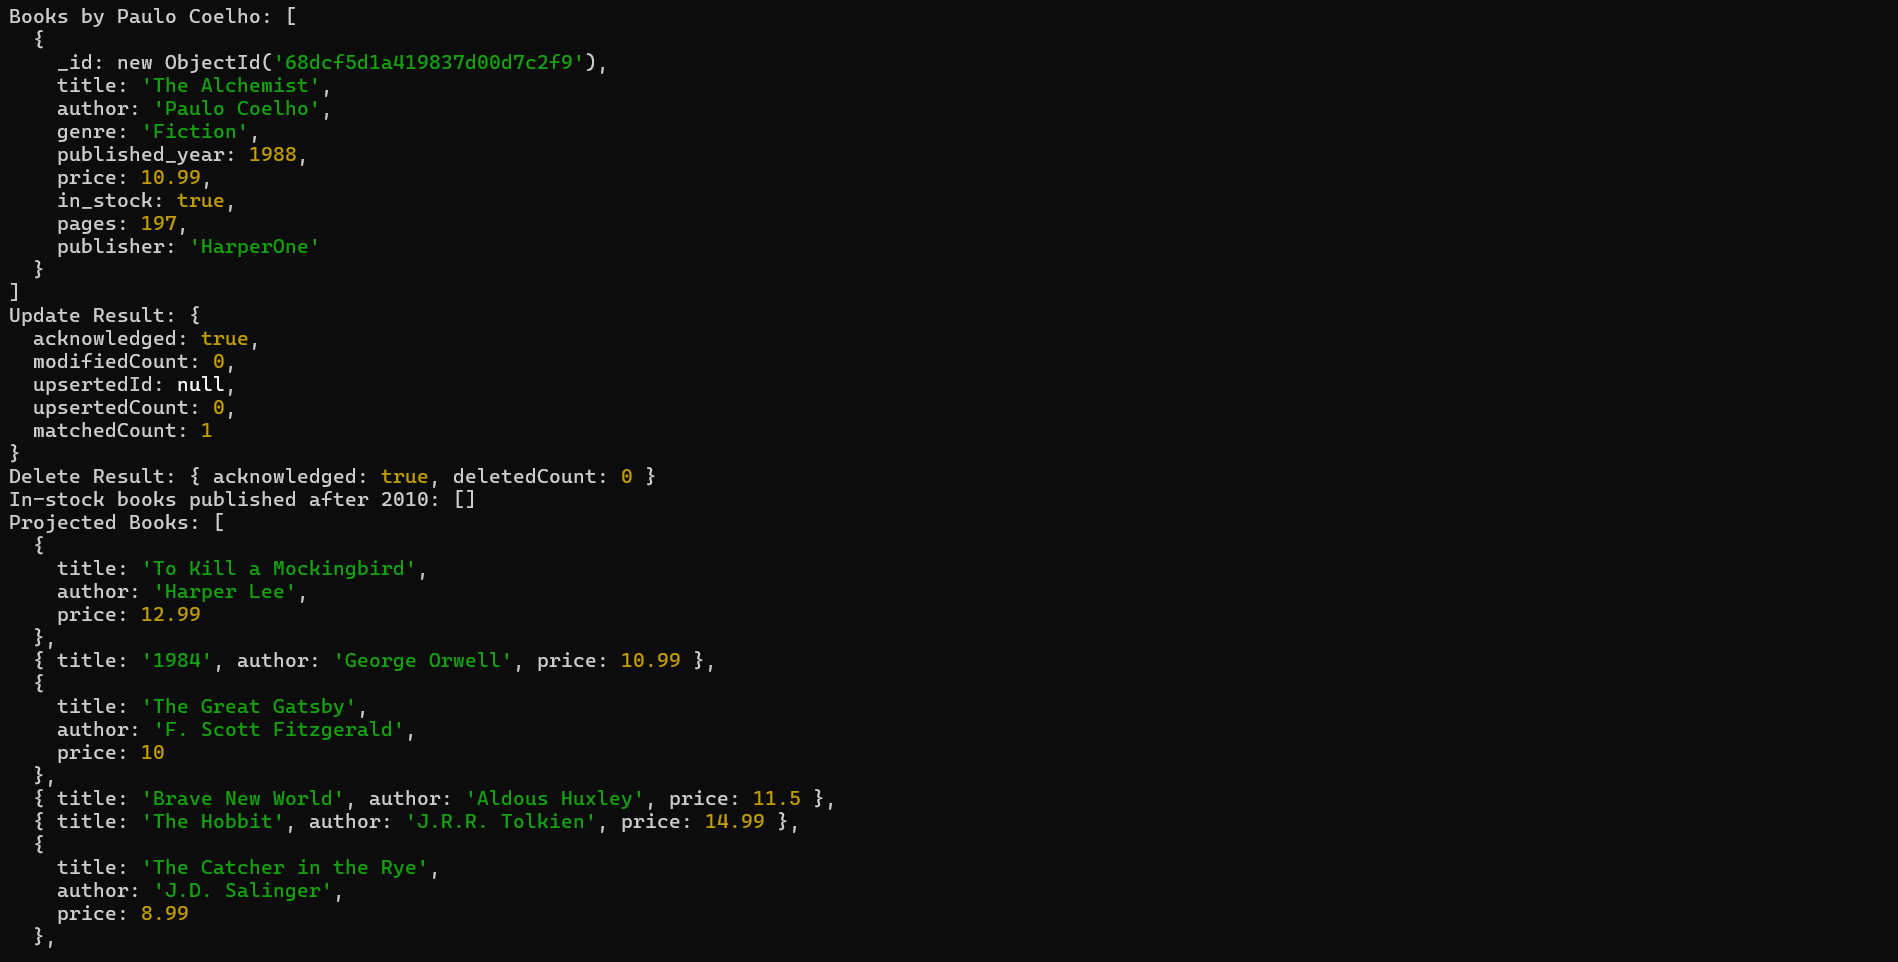 Books by Paulo Coelho: [
  {
    _id: new ObjectId('68dcf5d1a419837d00d7c2f9'),
    title: 'The Alchemist',
    author: 'Paulo Coelho',
    genre: 'Fiction',
    published_year: 1988,
    price: 10.99,
    in_stock: true,
    pages: 197,
    publisher: 'HarperOne'
  }
]
Update Result: {
  acknowledged: true,
  modifiedCount: 0,
  upsertedId: null,
  upsertedCount: 0,
  matchedCount: 1
}
Delete Result: { acknowledged: true, deletedCount: 0 }
In-stock books published after 2010: []
Projected Books: [
  {
    title: 'To Kill a Mockingbird',
    author: 'Harper Lee',
    price: 12.99
  },
  { title: '1984', author: 'George Orwell', price: 10.99 },
  {
    title: 'The Great Gatsby',
    author: 'F. Scott Fitzgerald',
    price: 10
  },
  { title: 'Brave New World', author: 'Aldous Huxley', price: 11.5 },
  { title: 'The Hobbit', author: 'J.R.R. Tolkien', price: 14.99 },
  {
    title: 'The Catcher in the Rye',
    author: 'J.D. Salinger',
    price: 8.99
  },